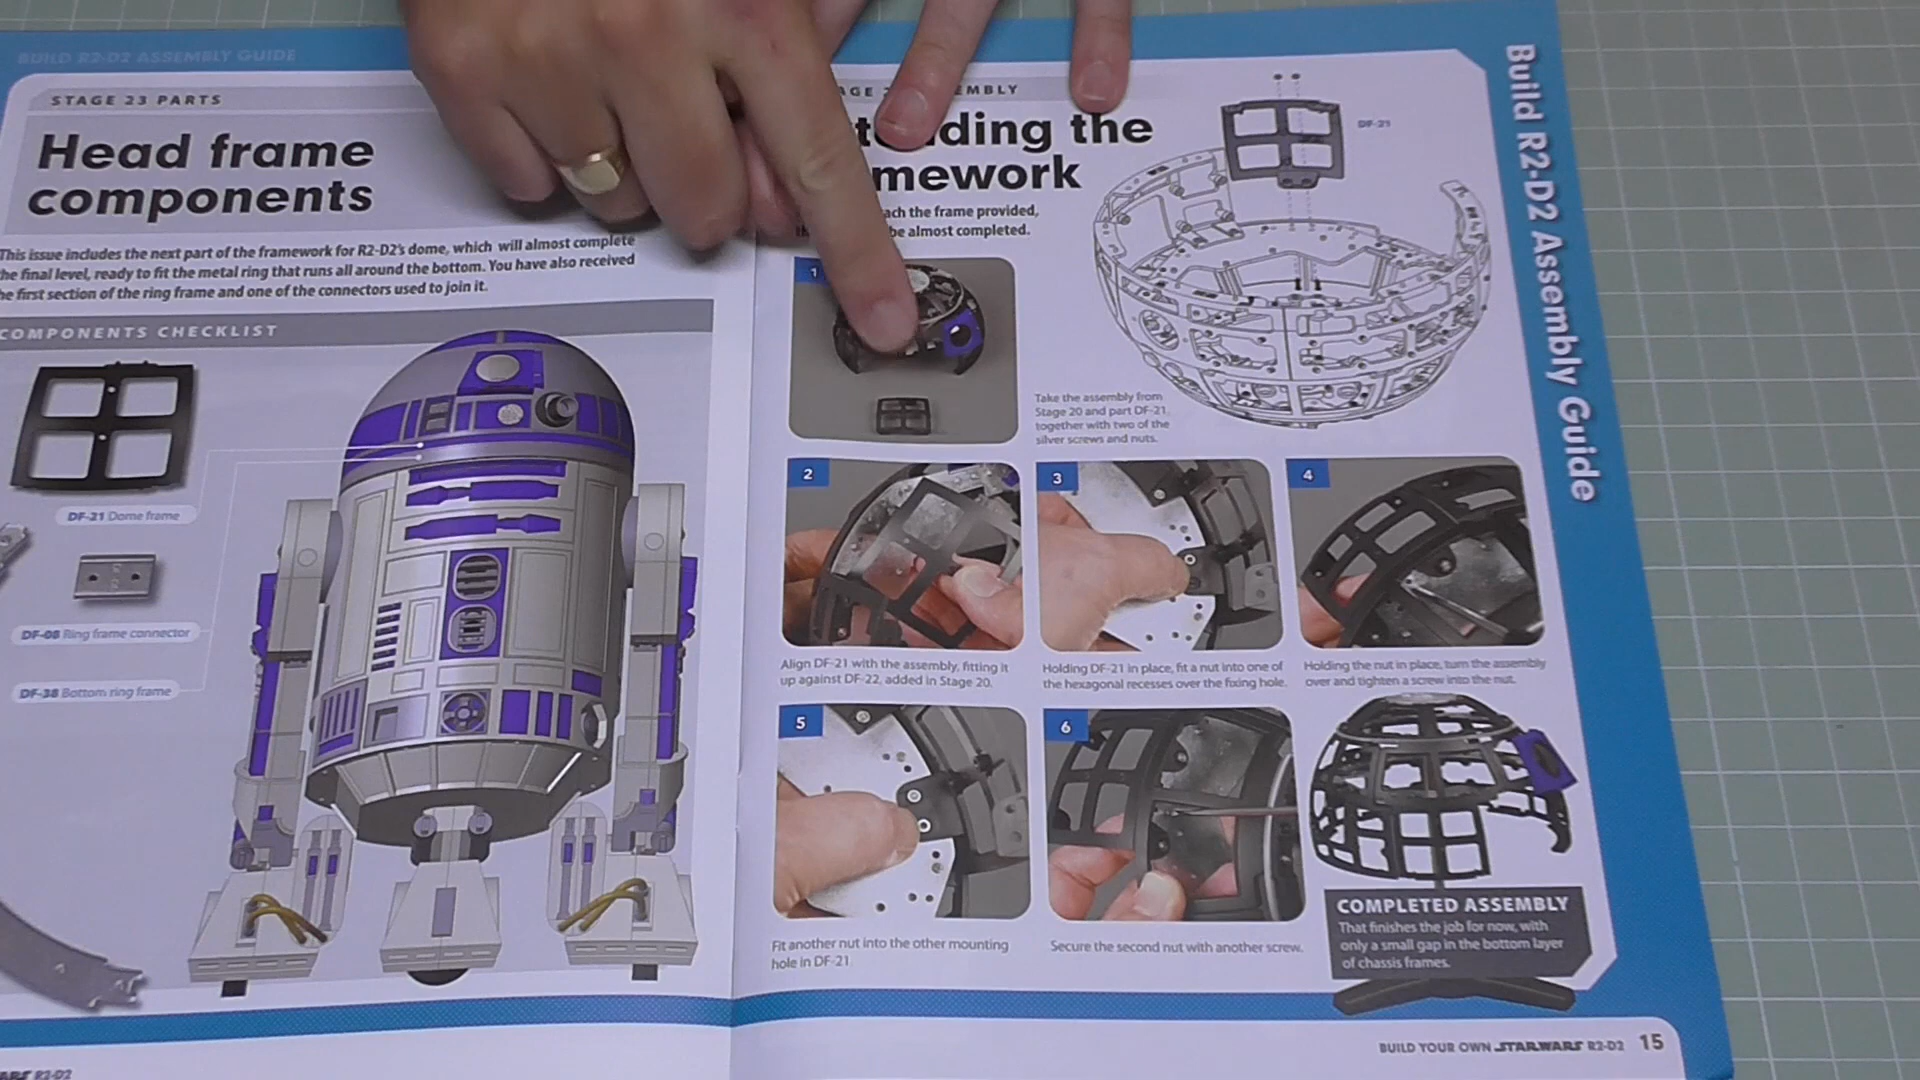 BUILD R2-D2 ASSEMBLY GUIDE
STAGE 23 PARTS
Head frame
components
This issue includes the next part of the framework for R2-D2's dome, which will almost complete
he final level, ready to fit the metal ring that runs all around the bottom. You have also received
he first section of the ring frame and one of the connectors used to join it.
COMPONENTS CHECKLIST
DF-21 Dome frame
DF-08 Ring frame connector
DF-38 Bottom ring frame
R2-D2
AGE MBLY
ding the
mework
ach the frame provided,
be almost completed.
DF-21
1
Take the assembly from
Stage 20 and part DF-21,
together with two of the
silver screws and nuts.
2
Align DF-21 with the assembly, fitting it
up against DF-22, added in Stage 20.
3
Holding DF-21 in place, fit a nut into one of
the hexagonal recesses over the fixing hole.
4
Holding the nut in place, turn the assembly
over and tighten a screw into the nut.
5
Fit another nut into the other mounting
hole in DF-21.
6
Secure the second nut with another screw.
COMPLETED ASSEMBLY
That finishes the job for now, with
only a small gap in the bottom layer
of chassis frames.
Build R2-D2 Assembly Guide
BUILD YOUR OWN STAR WARS R2-D2 15